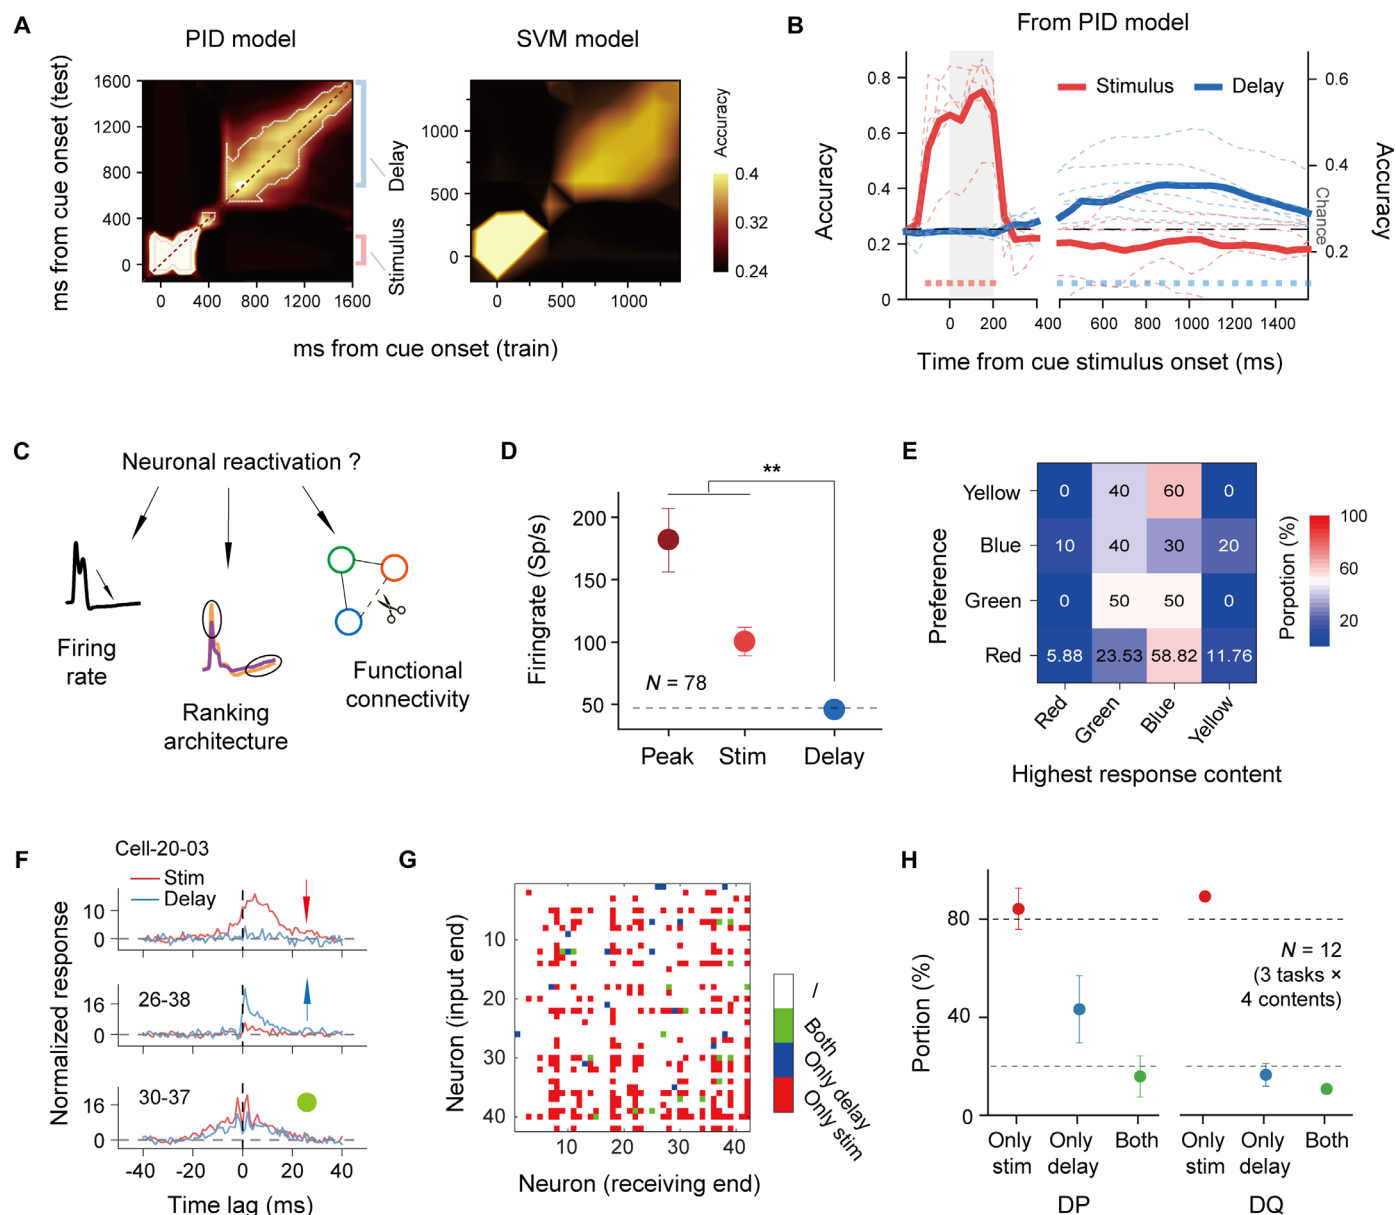 A
PID model
SVM model
ms from cue onset (test)
1600
1200
800
400
0
0
400
800
1200
1600
Delay
Stimulus
1000
500
0
0
500
1000
Accuracy
0.4
0.32
0.24
ms from cue onset (train)
B
From PID model
Stimulus
Delay
Accuracy
0.8
0.6
0.4
0.2
0
0
200
400
600
800
1000
1200
1400
0.6
0.4
0.2
Chance
Accuracy
Time from cue stimulus onset (ms)
C
Neuronal reactivation ?
Firing
rate
Ranking
architecture
Functional
connectivity
D
**
Firingrate (Sp/s)
200
150
100
50
N = 78
Peak
Stim
Delay
E
Preference
Yellow
0
40
60
0
Blue
10
40
30
20
Green
0
50
50
0
Red
5.88
23.53
58.82
11.76
Red
Green
Blue
Yellow
Highest response content
Porpotion (%)
100
60
20
F
Cell-20-03
Stim
Delay
Normalized response
10
0
-40
-20
0
20
40
26-38
16
0
30-37
16
0
-40
-20
0
20
40
Time lag (ms)
G
Neuron (input end)
10
20
30
40
10
20
30
40
Neuron (receiving end)
/
Both
Only delay
Only stim
H
Portion (%)
80
40
0
N = 12
(3 tasks ×
4 contents)
Only
stim
Only
delay
Both
Only
stim
Only
delay
Both
DP
DQ